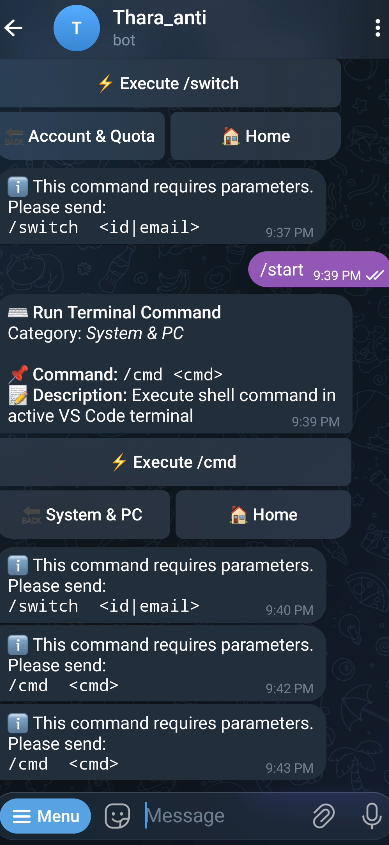 T
Thara_anti
bot
⚡ Execute /switch
🔙 Account & Quota
🏠 Home
ℹ️ This command requires parameters.
Please send:
/switch <id|email>
9:37 PM
/start 9:39 PM
⌨️ Run Terminal Command
Category: System & PC
📌 Command: /cmd <cmd>
📝 Description: Execute shell command in
active VS Code terminal
9:39 PM
⚡ Execute /cmd
🔙 System & PC
🏠 Home
ℹ️ This command requires parameters.
Please send:
/switch <id|email>
9:40 PM
ℹ️ This command requires parameters.
Please send:
/cmd <cmd>
9:42 PM
ℹ️ This command requires parameters.
Please send:
/cmd <cmd>
9:43 PM
Menu
Message